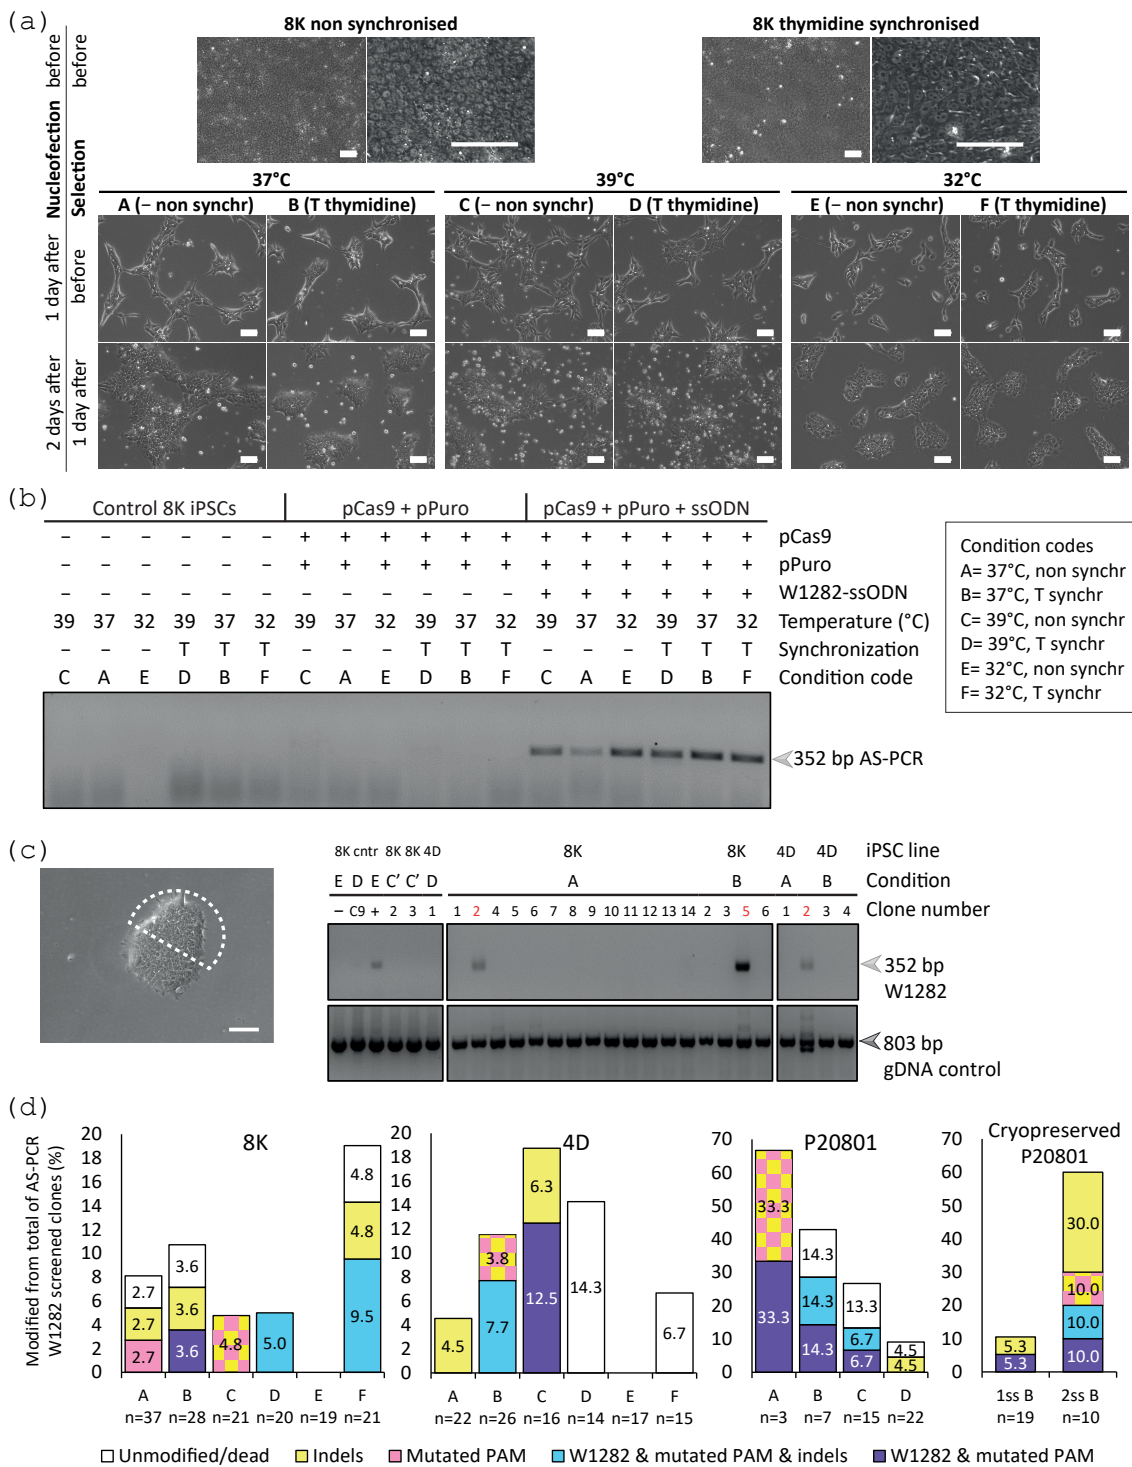 (a)
8K non synchronised
8K thymidine synchronised
Nucleofection
Selection
before
before
37°C
39°C
32°C
A (− non synchr)
B (T thymidine)
C (− non synchr)
D (T thymidine)
E (− non synchr)
F (T thymidine)
1 day after
before
2 days after
1 day after
(b)
Control 8K iPSCs
pCas9 + pPuro
pCas9 + pPuro + ssODN
− − − − − − + + + + + + + + + + + + pCas9
− − − − − − + + + + + + + + + + + + pPuro
− − − − − − − − − − − − + + + + + + W1282-ssODN
39 37 32 39 37 32 39 37 32 39 37 32 39 37 32 39 37 32 Temperature (°C)
− − − T T T − − − T T T − − − T T T Synchronization
C A E D B F C A E D B F C A E D B F Condition code
352 bp AS-PCR
Condition codes
A= 37°C, non synchr
B= 37°C, T synchr
C= 39°C, non synchr
D= 39°C, T synchr
E= 32°C, non synchr
F= 32°C, T synchr
(c)
8K cntr 8K 8K 4D 8K 8K 4D 4D iPSC line
E D E C' C' D A B A B Condition
− C9 + 2 3 1 1 2 4 5 6 7 8 9 10 11 12 13 14 2 3 5 6 1 2 3 4 Clone number
352 bp
W1282
803 bp
gDNA control
(d)
Modified from total of AS-PCR
W1282 screened clones (%)
8K
20
18
16
14
12
10
8
6
4
2
0
2.7
2.7
2.7
3.6
3.6
3.6
4.8
5.0
4.8
4.8
9.5
A B C D E F
n=37 n=28 n=21 n=20 n=19 n=21
4D
20
18
16
14
12
10
8
6
4
2
0
4.5
3.8
7.7
6.3
12.5
14.3
6.7
A B C D E F
n=22 n=26 n=16 n=14 n=17 n=15
P20801
70
60
50
40
30
20
10
0
33.3
33.3
14.3
14.3
14.3
13.3
6.7
6.7
4.5
4.5
A B C D
n=3 n=7 n=15 n=22
Cryopreserved
P20801
70
60
50
40
30
20
10
0
5.3
5.3
30.0
10.0
10.0
10.0
1ss B 2ss B
n=19 n=10
Unmodified/dead
Indels
Mutated PAM
W1282 & mutated PAM & indels
W1282 & mutated PAM